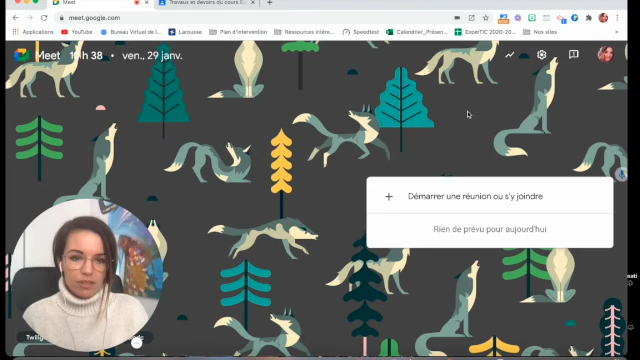 Meet
Travaux et devoirs du cours E
meet.google.com
Applications
YouTube
Bureau Virtuel de l
Larousse
Plan d'intervention
Ressources intére
Speedtest
Calendrier_Présen
ExperTIC 2020-20
Nos sites
Meet
h 38 • ven., 29 janv.
+ Démarrer une réunion ou s'y joindre
Rien de prévu pour aujourd'hui
Twilig